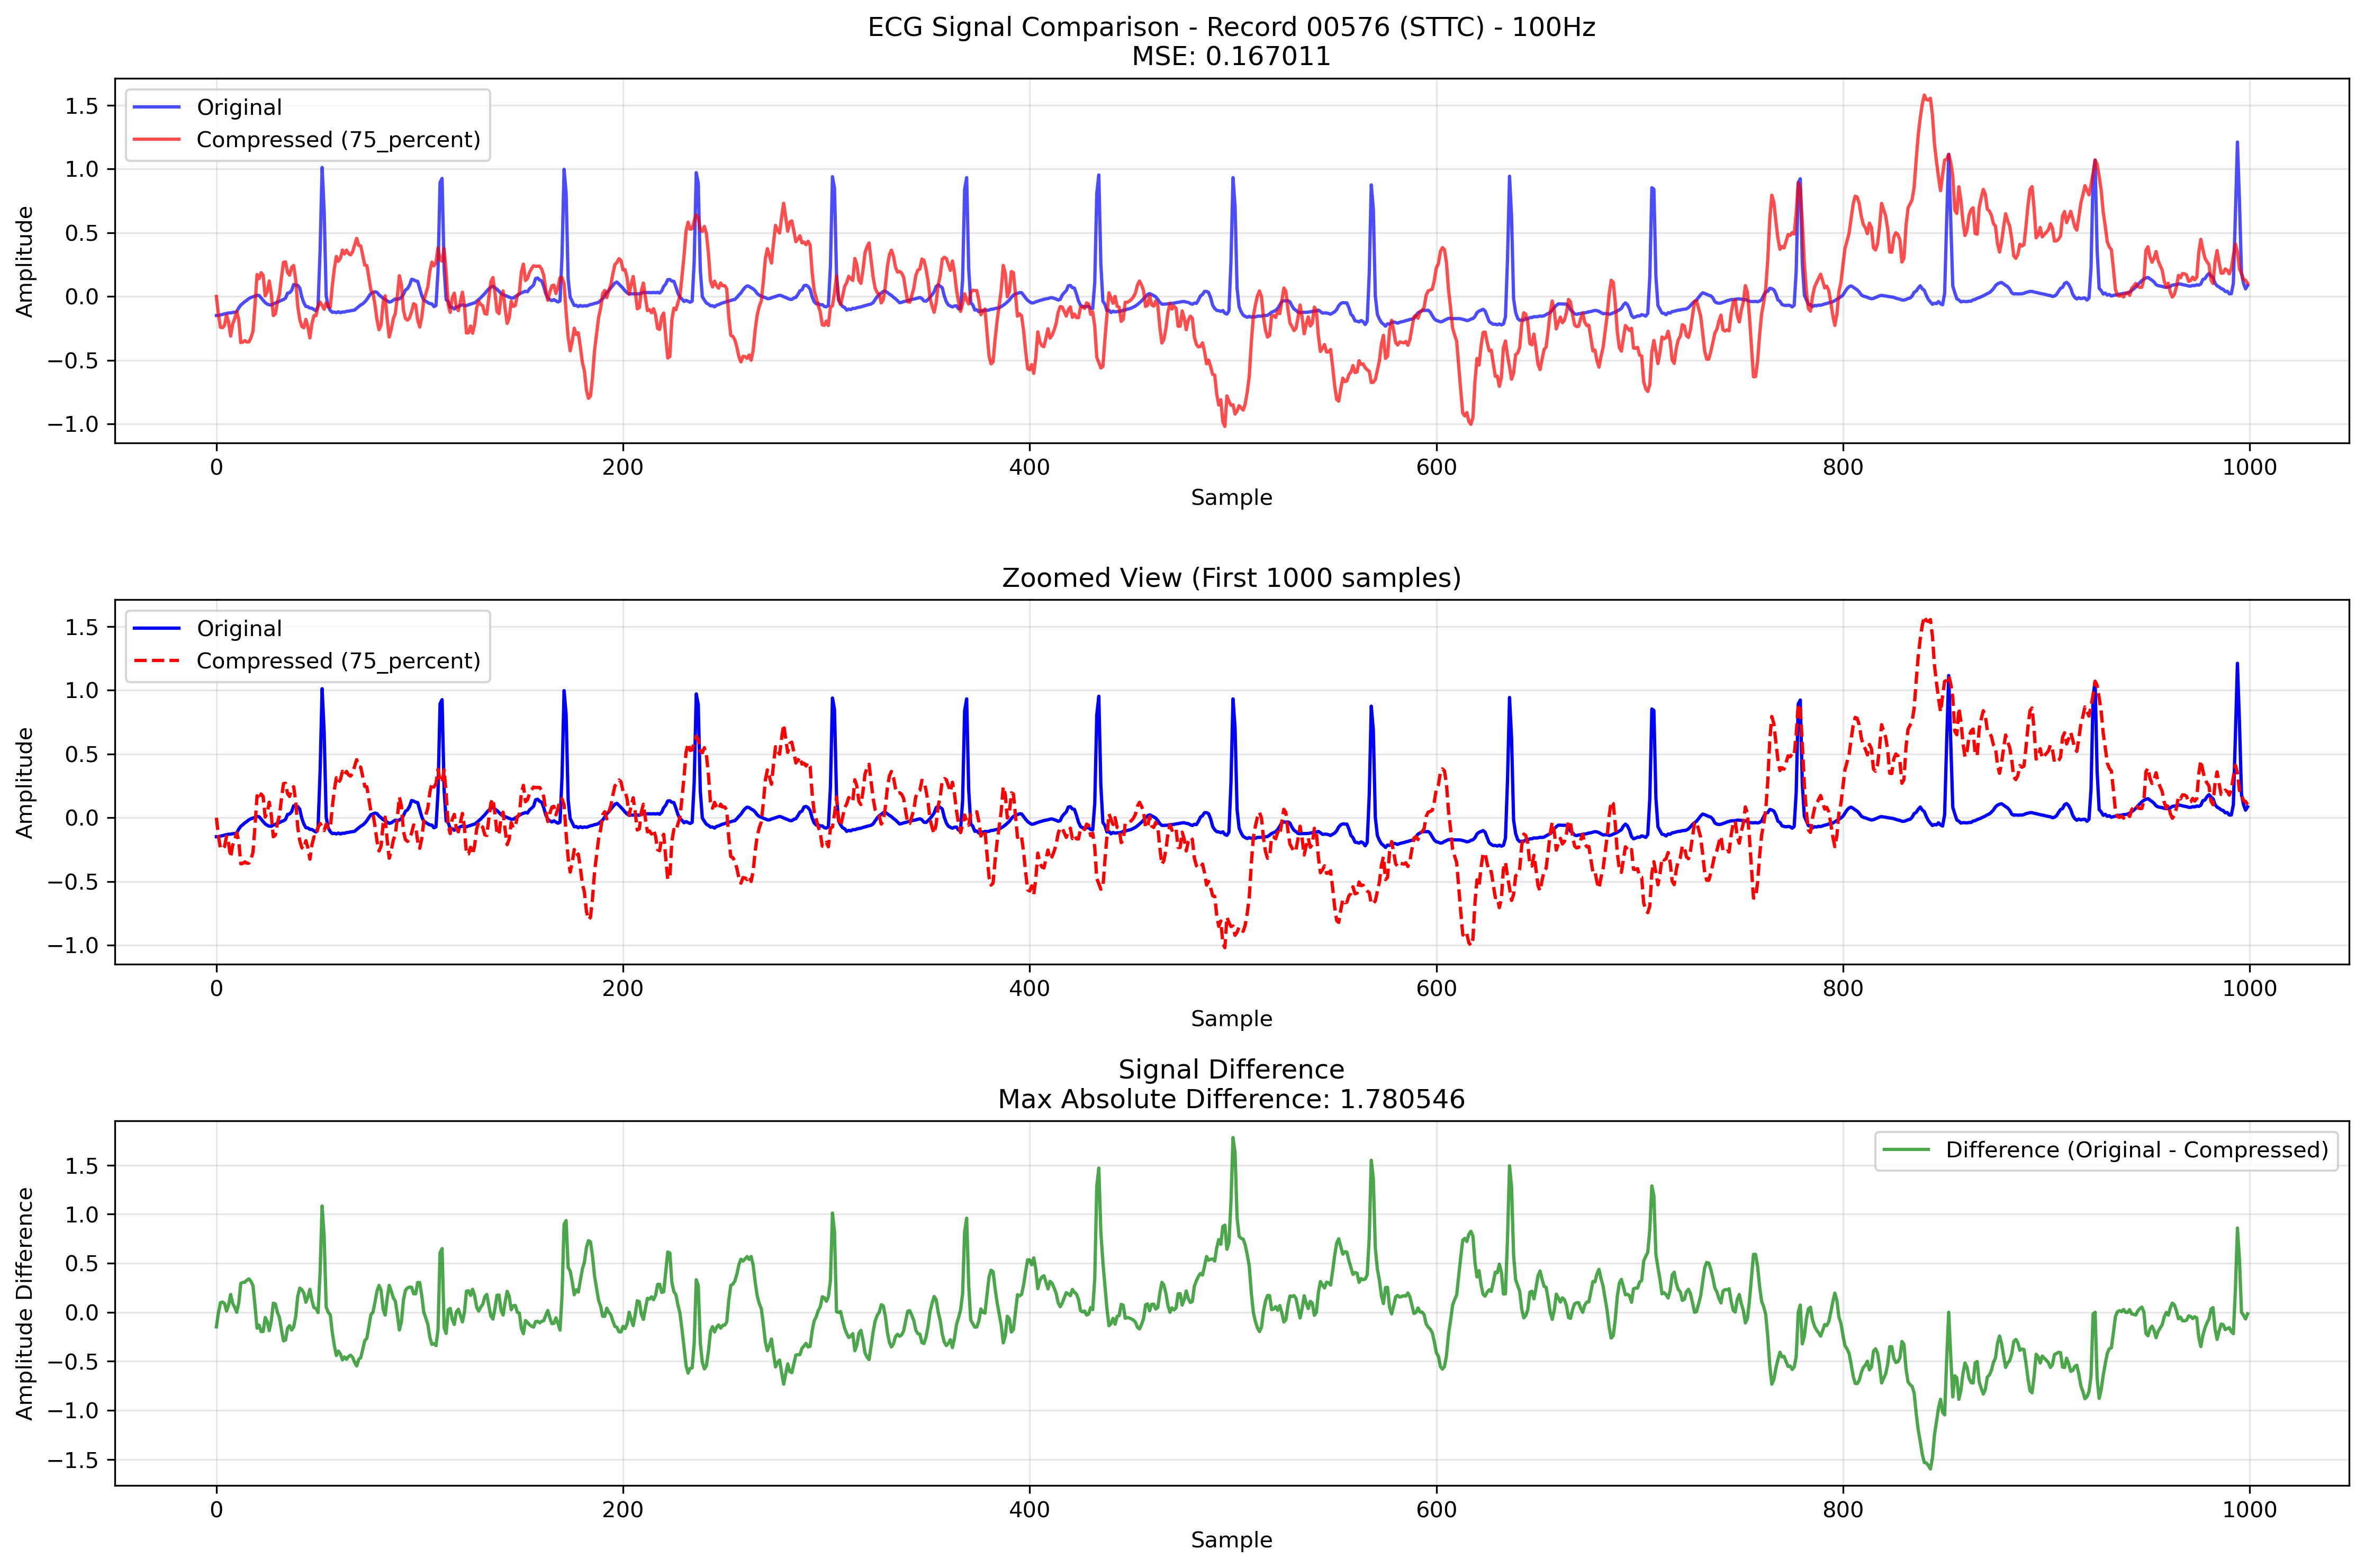 ECG Signal Comparison - Record 00576 (STTC) - 100Hz
MSE: 0.167011
Original
Compressed (75_percent)
Amplitude
1.5
1.0
0.5
0.0
−0.5
−1.0
0 200 400 600 800 1000
Sample
Zoomed View (First 1000 samples)
Original
Compressed (75_percent)
Amplitude
1.5
1.0
0.5
0.0
−0.5
−1.0
0 200 400 600 800 1000
Sample
Signal Difference
Max Absolute Difference: 1.780546
Difference (Original - Compressed)
Amplitude Difference
1.5
1.0
0.5
0.0
−0.5
−1.0
−1.5
0 200 400 600 800 1000
Sample